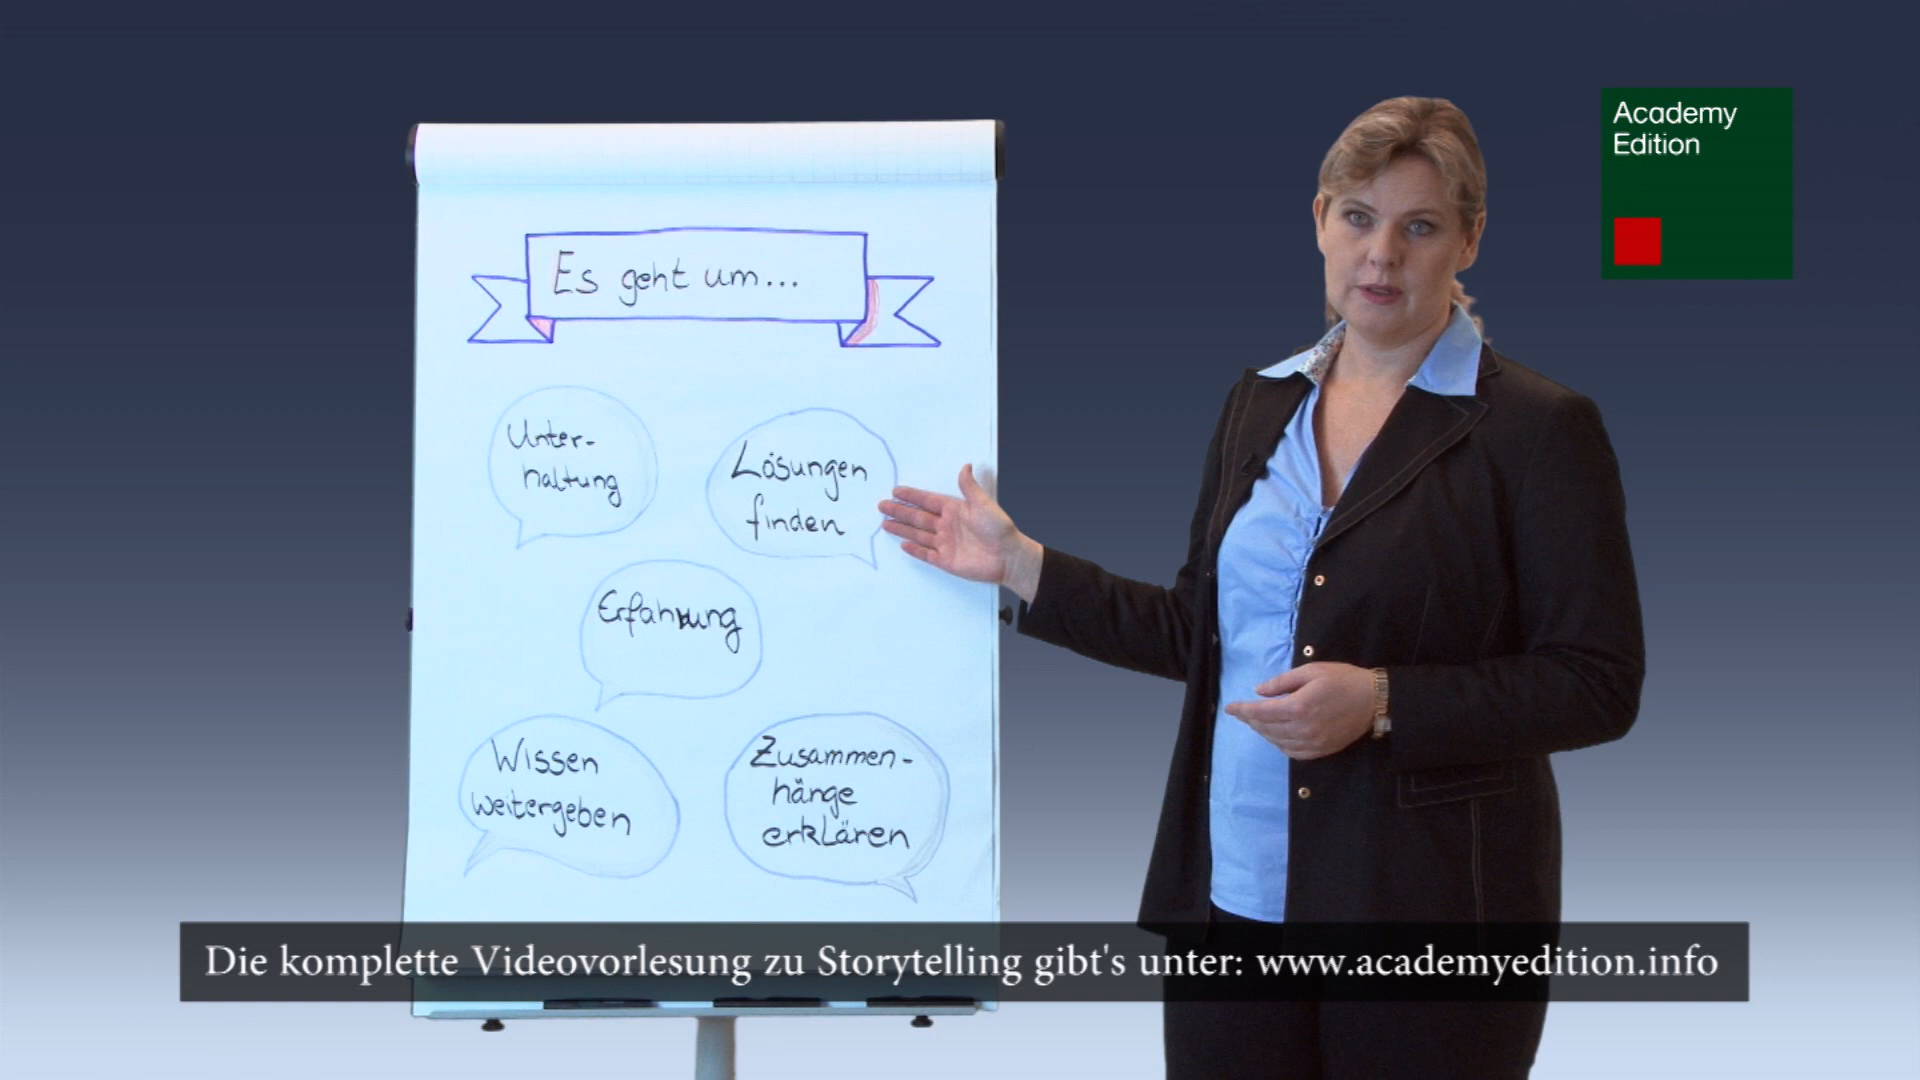 Academy
Edition
Es geht um...
Unter-
haltung
Lösungen
finden
Erfahrung
Wissen
weitergeben
Zusammen-
hänge
erklären
Die komplette Videovorlesung zu Storytelling gibt's unter: www.academyedition.info